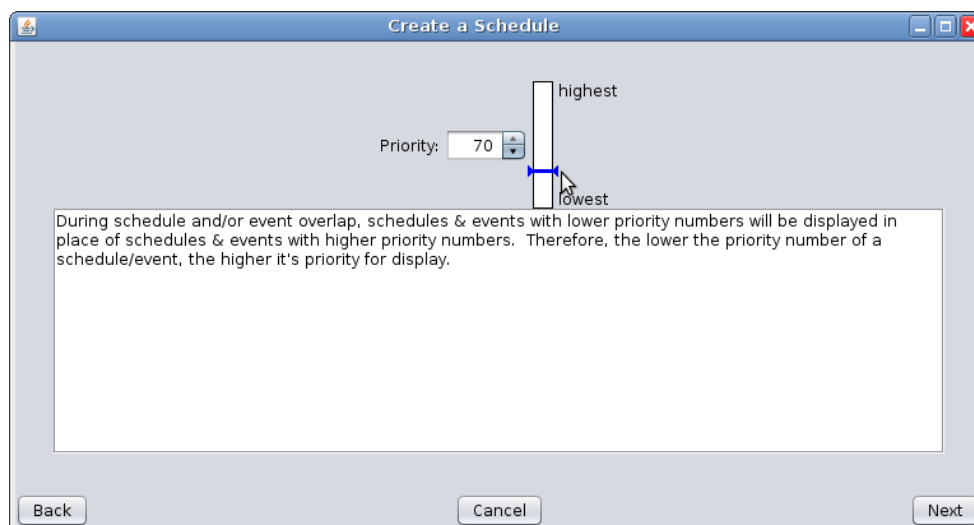 Create a Schedule
highest
Priority: 70
lowest
During schedule and/or event overlap, schedules & events with lower priority numbers will be displayed in
place of schedules & events with higher priority numbers.  Therefore, the lower the priority number of a
schedule/event, the higher it's priority for display.
Back Cancel Next